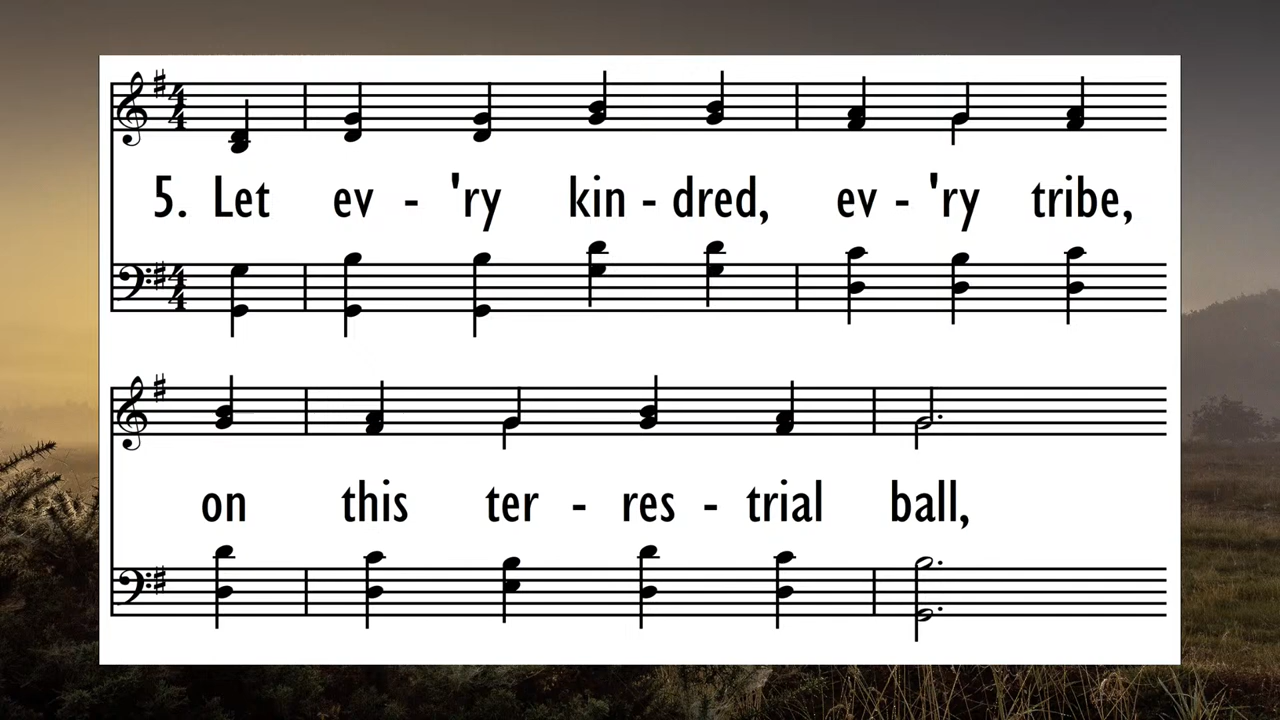 5. Let ev - 'ry kin - dred, ev - 'ry tribe,
on this ter - res - trial ball,